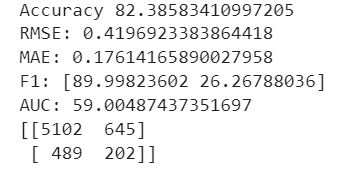 Accuracy 82.38583410997205
RMSE: 0.4196923383864418
MAE: 0.17614165890027958
F1: [89.99823602 26.26788036]
AUC: 59.00487437351697
[[5102 645]
[ 489 202]]